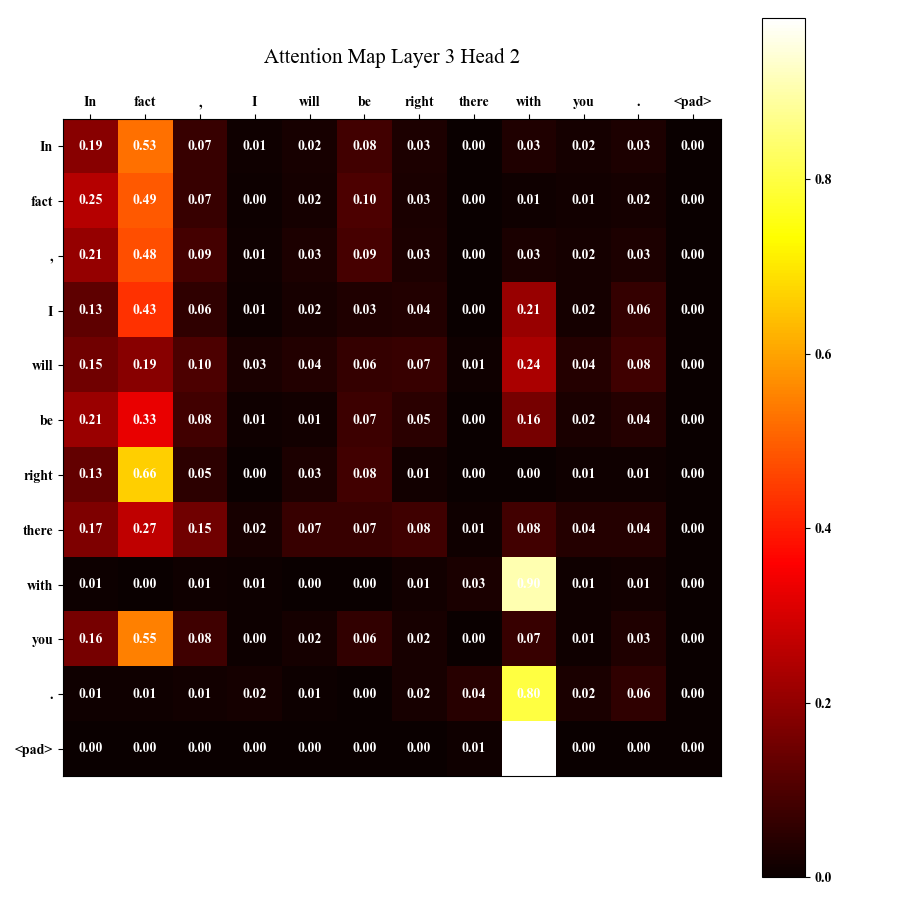 Attention Map Layer 3 Head 2
In fact , I will be right there with you . <pad>
In 0.19 0.53 0.07 0.01 0.02 0.08 0.03 0.00 0.03 0.02 0.03 0.00
fact 0.25 0.49 0.07 0.00 0.02 0.10 0.03 0.00 0.01 0.01 0.02 0.00
, 0.21 0.48 0.09 0.01 0.03 0.09 0.03 0.00 0.03 0.02 0.03 0.00
I 0.13 0.43 0.06 0.01 0.02 0.03 0.04 0.00 0.21 0.02 0.06 0.00
will 0.15 0.19 0.10 0.03 0.04 0.06 0.07 0.01 0.24 0.04 0.08 0.00
be 0.21 0.33 0.08 0.01 0.01 0.07 0.05 0.00 0.16 0.02 0.04 0.00
right 0.13 0.66 0.05 0.00 0.03 0.08 0.01 0.00 0.00 0.01 0.01 0.00
there 0.17 0.27 0.15 0.02 0.07 0.07 0.08 0.01 0.08 0.04 0.04 0.00
with 0.01 0.00 0.01 0.01 0.00 0.00 0.01 0.03 0.01 0.01 0.00
you 0.16 0.55 0.08 0.00 0.02 0.06 0.02 0.00 0.07 0.01 0.03 0.00
. 0.01 0.01 0.01 0.02 0.01 0.00 0.02 0.04 0.80 0.02 0.06 0.00
<pad> 0.00 0.00 0.00 0.00 0.00 0.00 0.00 0.01 0.00 0.00 0.00
0.8
0.6
0.4
0.2
0.0